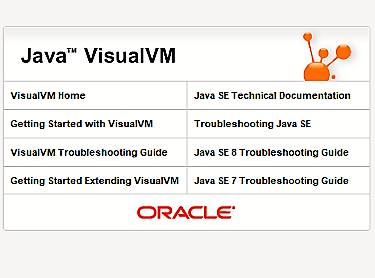 Java™ VisualVM
VisualVM Home
Java SE Technical Documentation
Getting Started with VisualVM
Troubleshooting Java SE
VisualVM Troubleshooting Guide
Java SE 8 Troubleshooting Guide
Getting Started Extending VisualVM
Java SE 7 Troubleshooting Guide
ORACLE